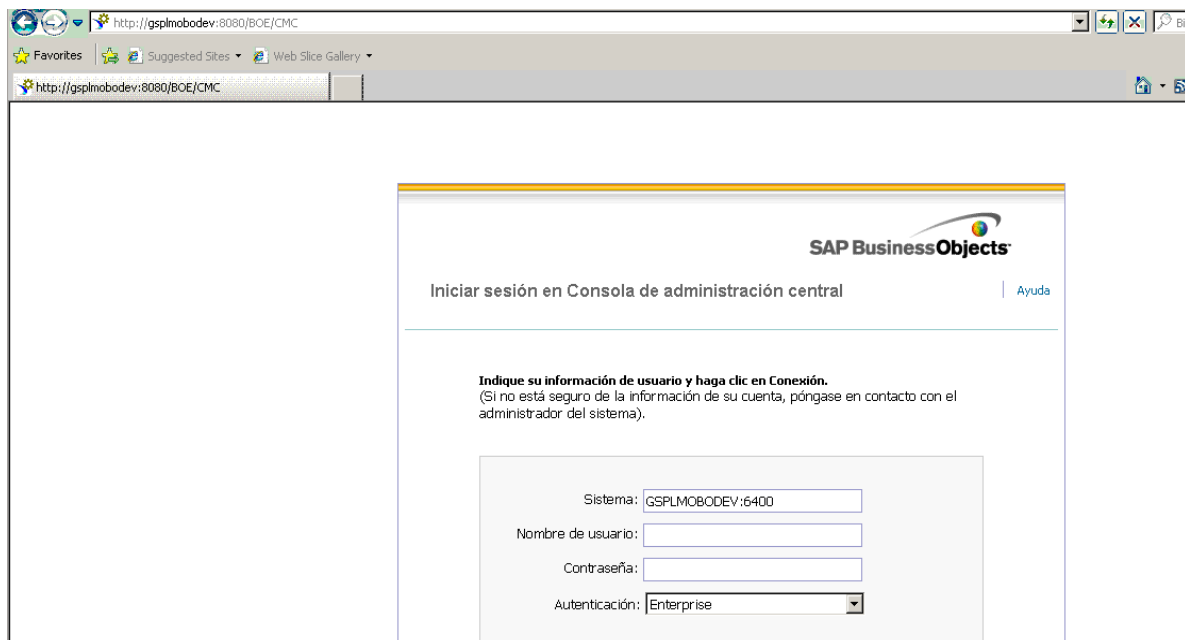 http://gsplmobodev:8080/BOE/CMC
Favorites Suggested Sites Web Slice Gallery
http://gsplmobodev:8080/BOE/CMC
SAP BusinessObjects
Iniciar sesión en Consola de administración central Ayuda
Indique su información de usuario y haga clic en Conexión.
(Si no está seguro de la información de su cuenta, póngase en contacto con el
administrador del sistema).
Sistema: GSPLMOBODEV:6400
Nombre de usuario:
Contraseña:
Autenticación: Enterprise